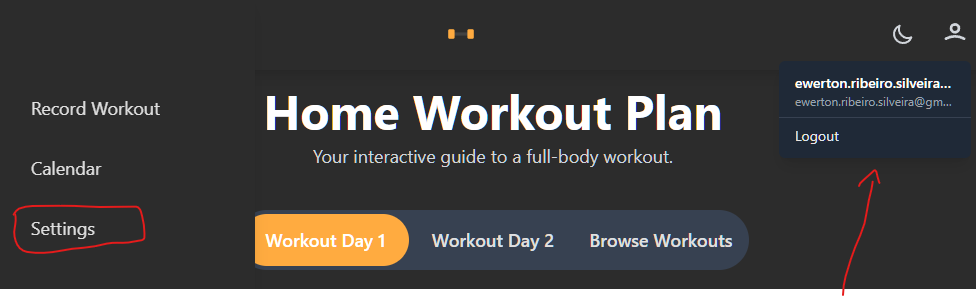 Record Workout
Calendar
Settings
Home Workout Plan
Your interactive guide to a full-body workout.
Workout Day 1
Workout Day 2
Browse Workouts
ewerton.ribeiro.silveira...
ewerton.ribeiro.silveira@gm...
Logout